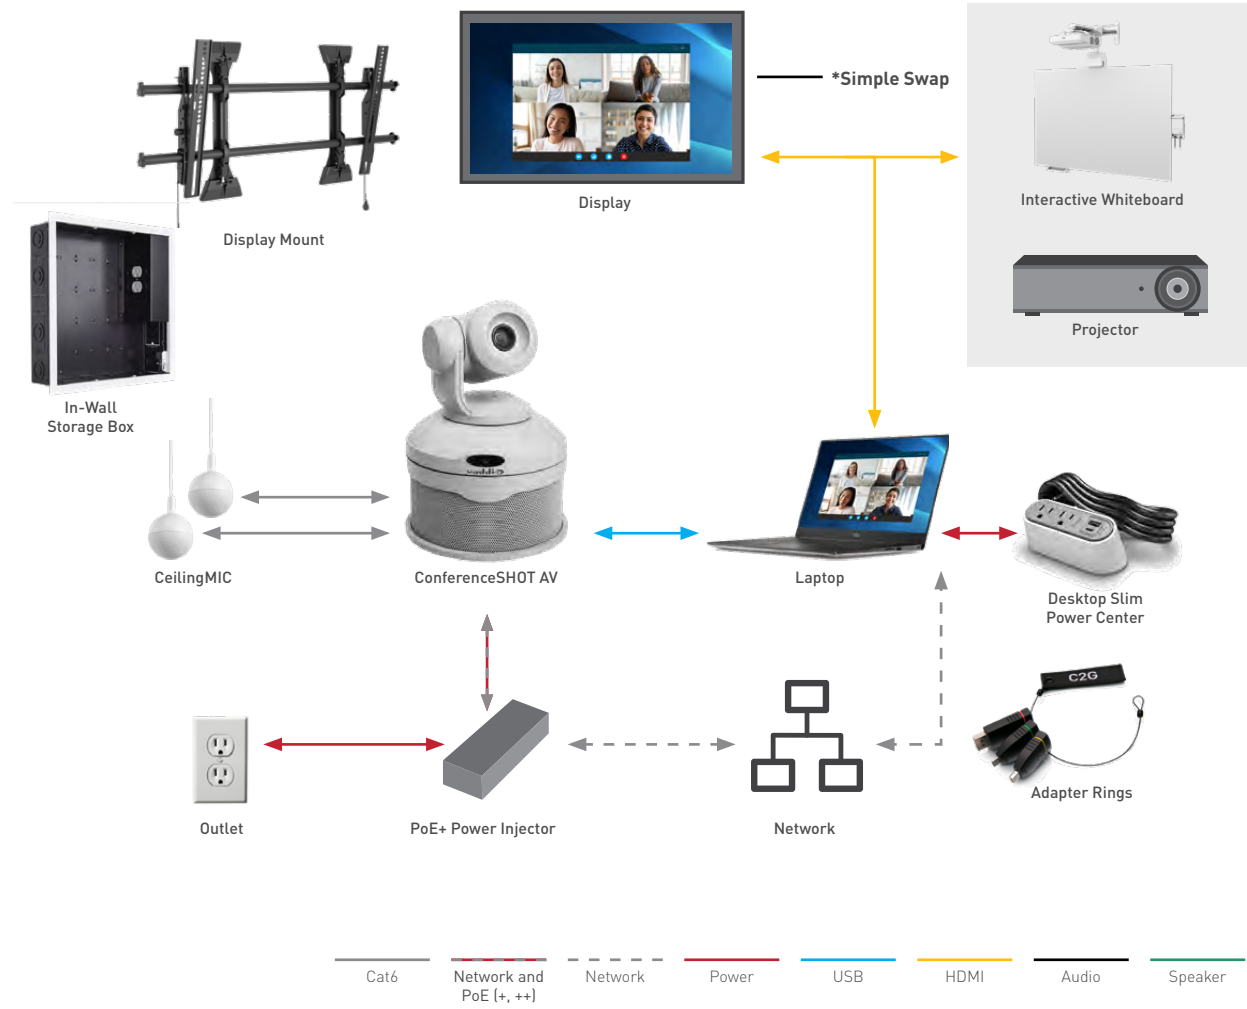 *Simple Swap
Display
Interactive Whiteboard
Display Mount
Projector
In-Wall
Storage Box
CeilingMIC
ConferenceSHOT AV
Laptop
Desktop Slim
Power Center
C2G
Adapter Rings
Outlet
PoE+ Power Injector
Network
Cat6
Network and
PoE (+, ++)
Network
Power
USB
HDMI
Audio
Speaker